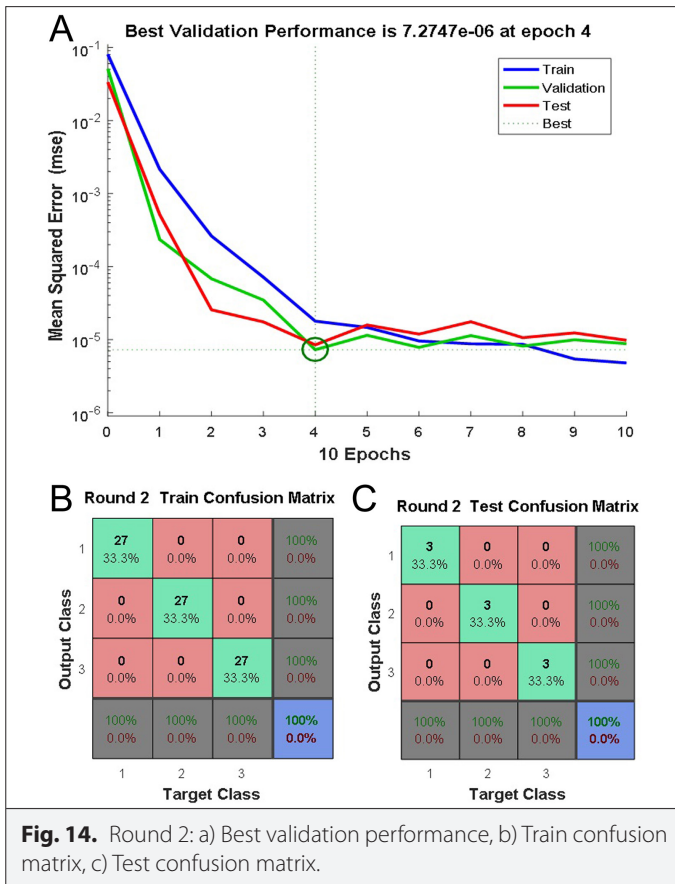 A
Best Validation Performance is 7.2747e-06 at epoch 4
Mean Squared Error (mse)
10-1
10-2
10-3
10-4
10-5
10-6
Train
Validation
Test
Best
0 1 2 3 4 5 6 7 8 9 10
10 Epochs
B
Round 2 Train Confusion Matrix
Output Class
1
27 0 0 100%
33.3% 0.0% 0.0% 0.0%
2
0 27 0 100%
0.0% 33.3% 0.0% 0.0%
3
0 0 27 100%
0.0% 0.0% 33.3% 0.0%
100% 100% 100% 100%
0.0% 0.0% 0.0% 0.0%
1 2 3
Target Class
C
Round 2 Test Confusion Matrix
Output Class
1
3 0 0 100%
33.3% 0.0% 0.0% 0.0%
2
0 3 0 100%
0.0% 33.3% 0.0% 0.0%
3
0 0 3 100%
0.0% 0.0% 33.3% 0.0%
100% 100% 100% 100%
0.0% 0.0% 0.0% 0.0%
1 2 3
Target Class
Fig. 14. Round 2: a) Best validation performance, b) Train confusion
matrix, c) Test confusion matrix.